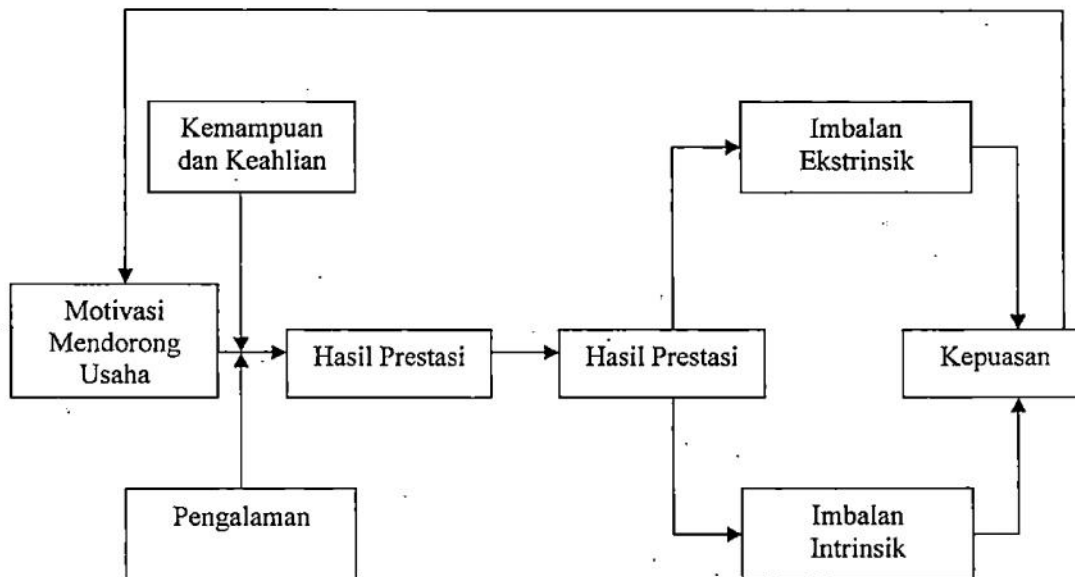 Kemampuan
dan Keahlian
Imbalan
Ekstrinsik
Motivasi
Mendorong
Usaha
Hasil Prestasi
Hasil Prestasi
Kepuasan
Pengalaman
Imbalan
Intrinsik